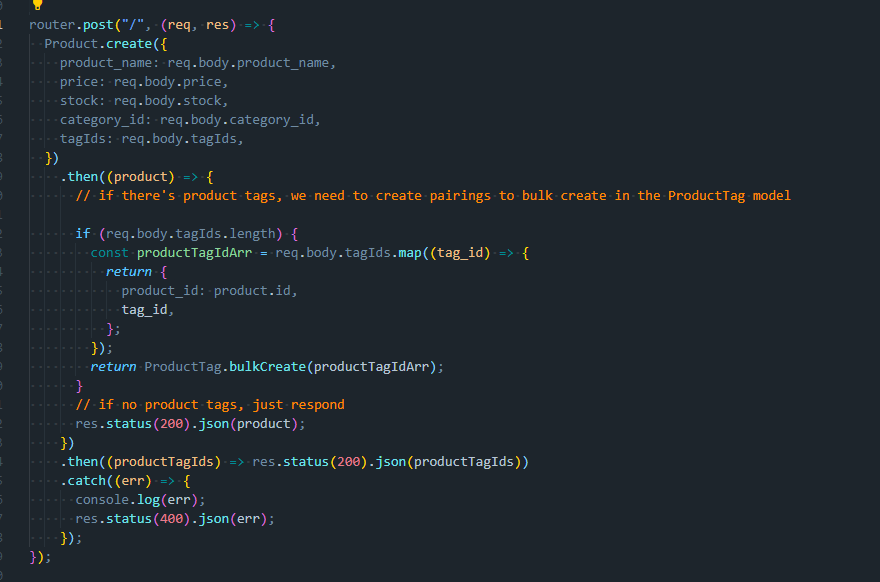 router.post("/", (req, res) => {
Product.create({
product_name: req.body.product_name,
price: req.body.price,
stock: req.body.stock,
category_id: req.body.category_id,
tagIds: req.body.tagIds,
})
.then((product) => {
// if there's product tags, we need to create pairings to bulk create in the ProductTag model
if (req.body.tagIds.length) {
const productTagIdArr = req.body.tagIds.map((tag_id) => {
return {
product_id: product.id,
tag_id,
};
});
return ProductTag.bulkCreate(productTagIdArr);
}
// if no product tags, just respond
res.status(200).json(product);
})
.then((productTagIds) => res.status(200).json(productTagIds))
.catch((err) => {
console.log(err);
res.status(400).json(err);
});
});